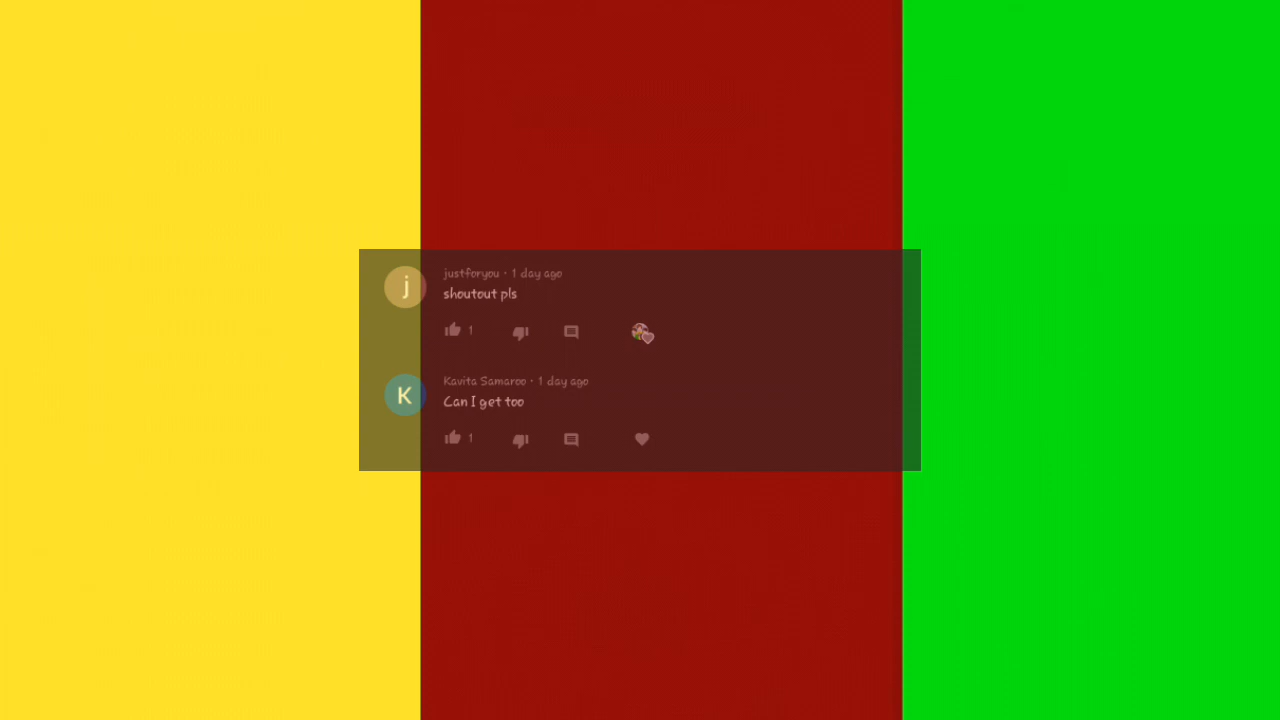 j
justforyou · 1 day ago
shoutout pls
1
K
Kavita Samaroo · 1 day ago
Can I get too
1